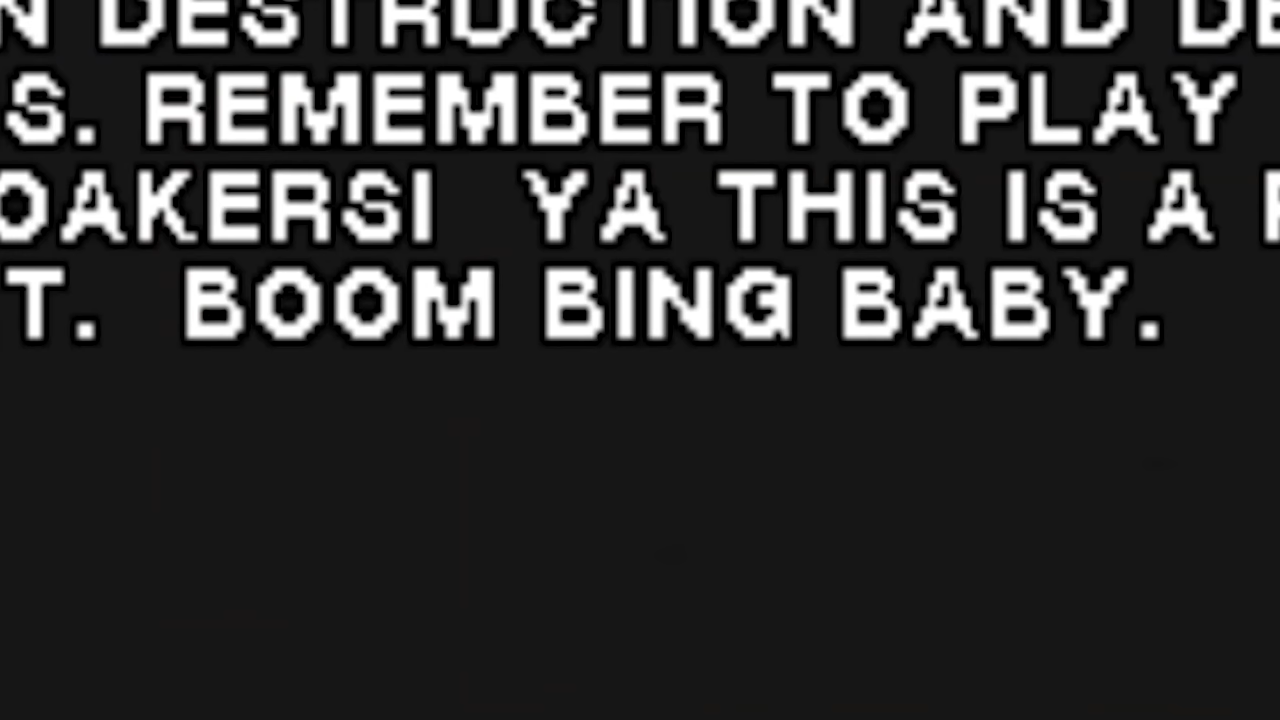 N DESTRUCTION AND DE
S. REMEMBER TO PLAY
OAKERSI  YA THIS IS A
T.  BOOM BING BABY.